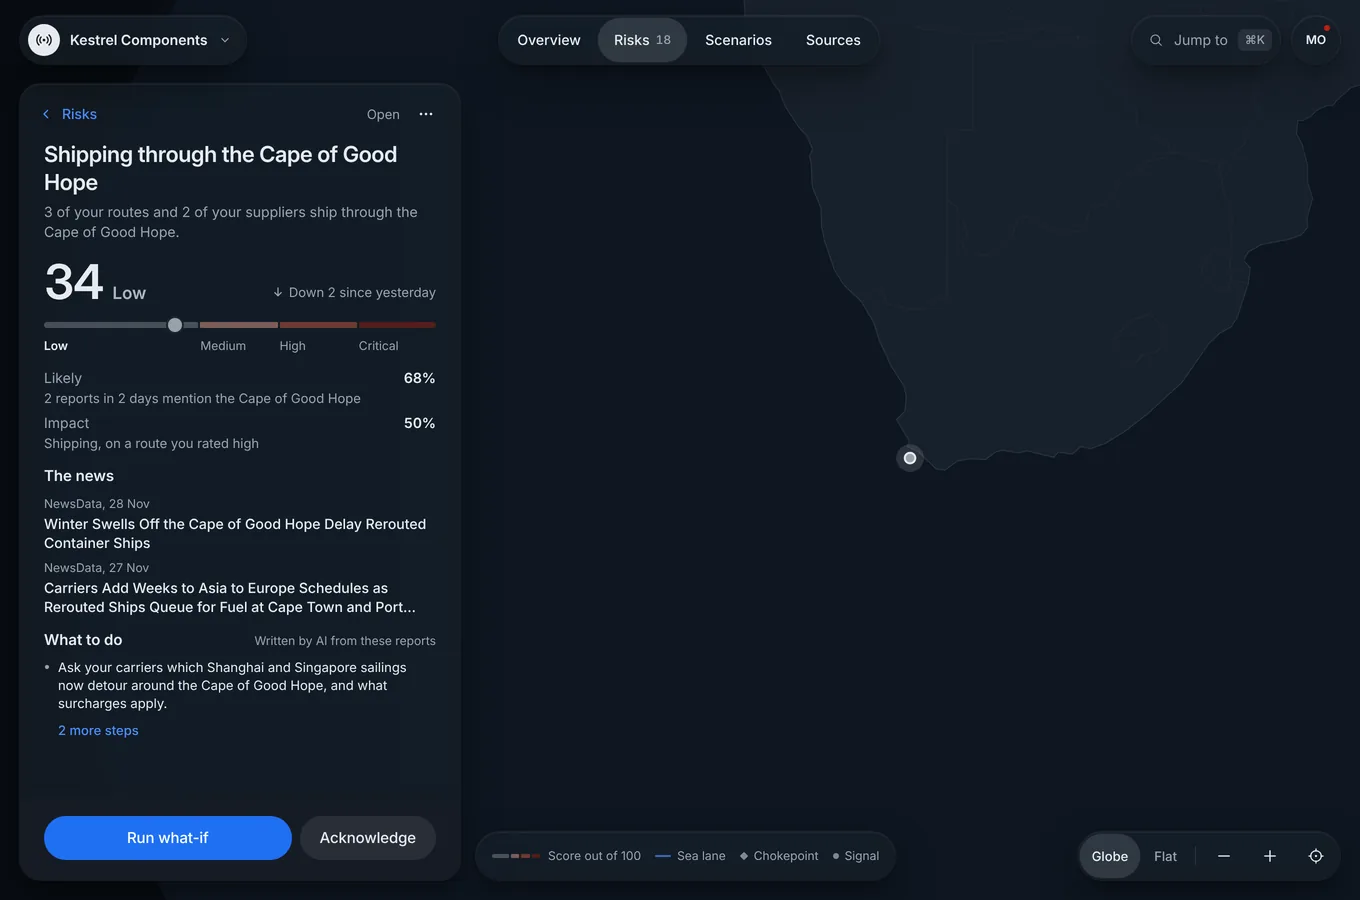 Kestrel Components
Overview
Risks 18
Scenarios
Sources
Jump to ⌘K
MO
Risks
Open
Shipping through the Cape of Good
Hope
3 of your routes and 2 of your suppliers ship through the
Cape of Good Hope.
34 Low
↓ Down 2 since yesterday
Low
Medium
High
Critical
Likely 68%
2 reports in 2 days mention the Cape of Good Hope
Impact 50%
Shipping, on a route you rated high
The news
NewsData, 28 Nov
Winter Swells Off the Cape of Good Hope Delay Rerouted
Container Ships
NewsData, 27 Nov
Carriers Add Weeks to Asia to Europe Schedules as
Rerouted Ships Queue for Fuel at Cape Town and Port…
What to do
Written by AI from these reports
• Ask your carriers which Shanghai and Singapore sailings
now detour around the Cape of Good Hope, and what
surcharges apply.
2 more steps
Run what-if
Acknowledge
Score out of 100
Sea lane
Chokepoint
Signal
Globe
Flat